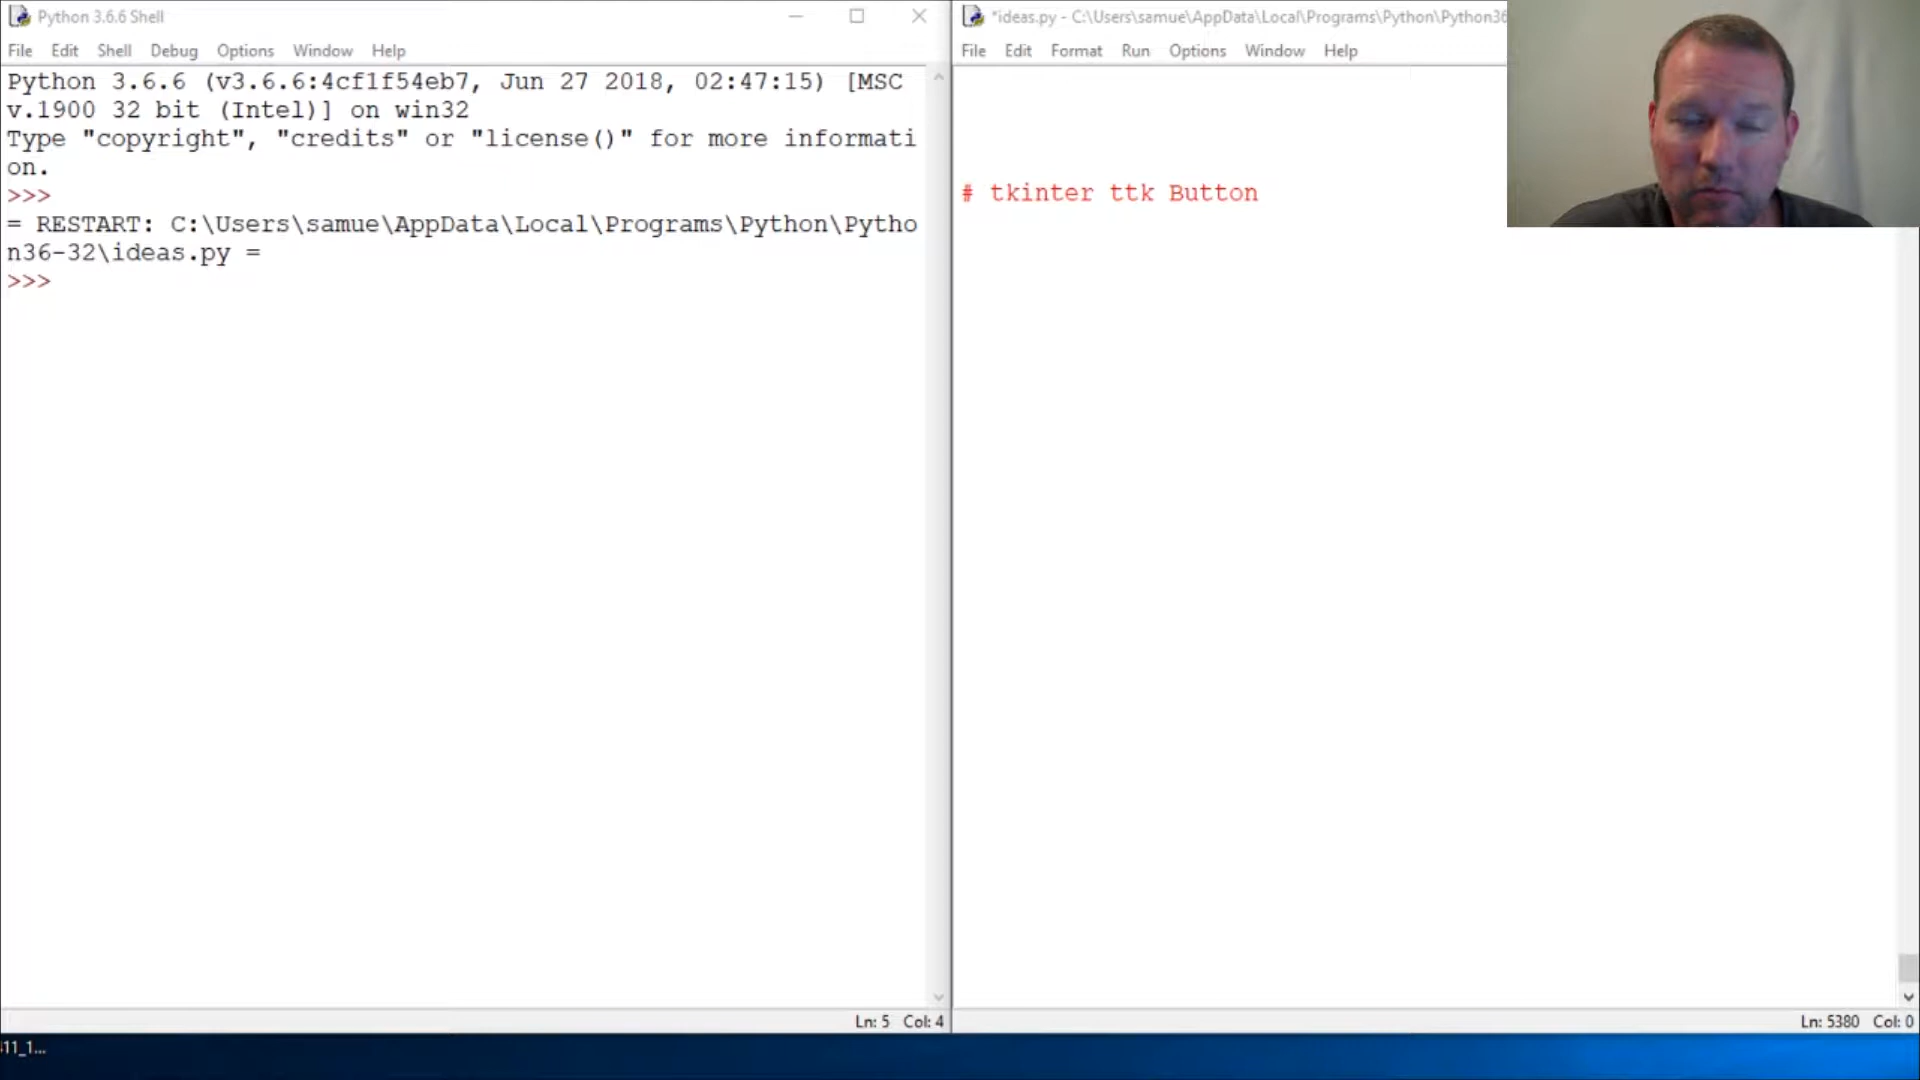 Python 3.6.6 Shell
File Edit Shell Debug Options Window Help
Python 3.6.6 (v3.6.6:4cf1f54eb7, Jun 27 2018, 02:47:15) [MSC
v.1900 32 bit (Intel)] on win32
Type "copyright", "credits" or "license()" for more informati
on.
>>>
= RESTART: C:\Users\samue\AppData\Local\Programs\Python\Pytho
n36-32\ideas.py =
>>>
Ln: 5 Col: 4
*ideas.py - C:\Users\samue\AppData\Local\Programs\Python\Python36
File Edit Format Run Options Window Help
# tkinter ttk Button
Ln: 5380 Col: 0
11_1...